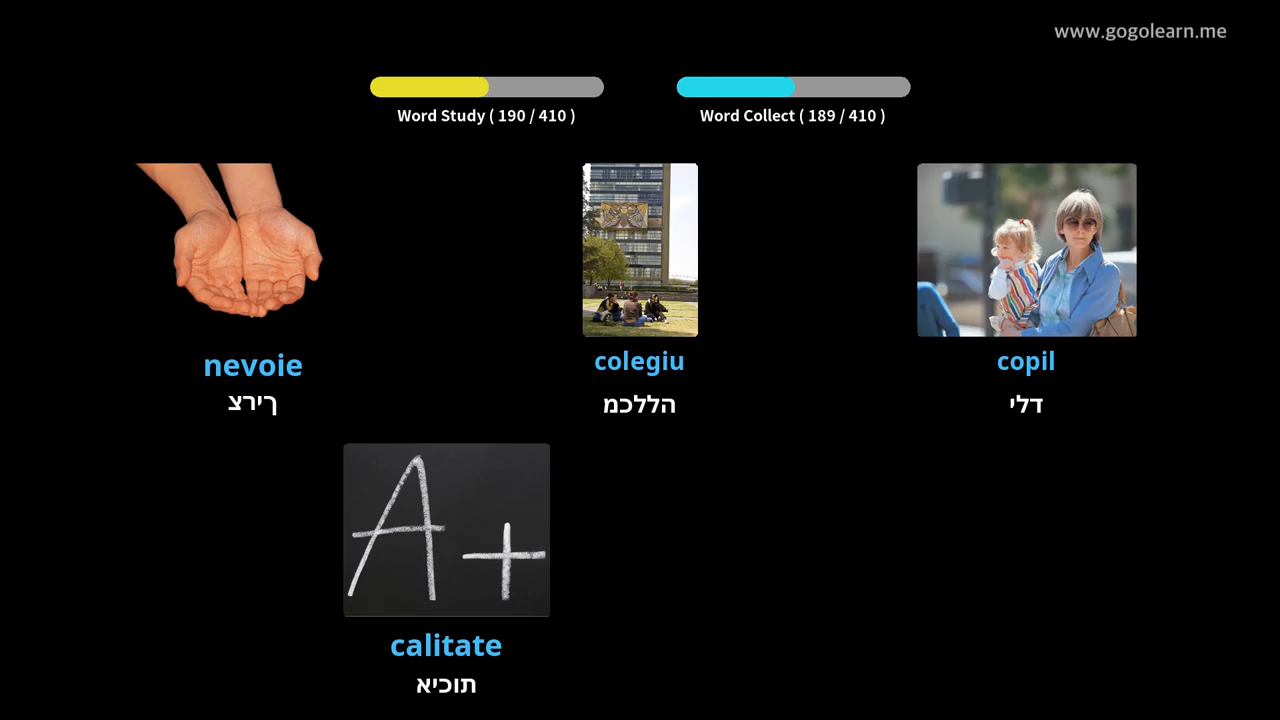 www.gogolearn.me
Word Study ( 190 / 410 )
Word Collect ( 189 / 410 )
nevoie
ךירצ
colegiu
הללכמ
copil
דלי
A+
calitate
תוכיא